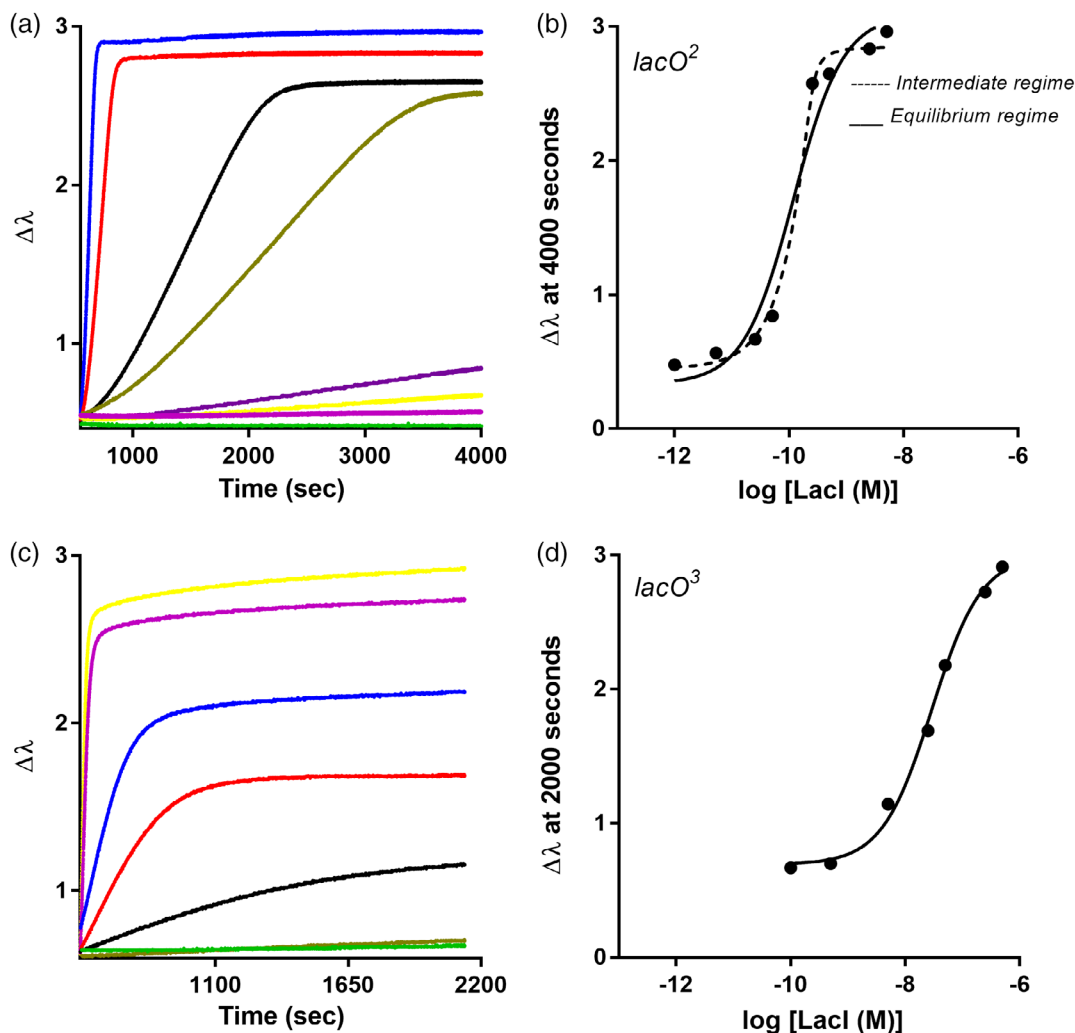 (a)
3
2
1
Δλ
1000 2000 3000 4000
Time (sec)
(b)
3
2
1
0
Δλ at 4000 seconds
lacO²
Intermediate regime
Equilibrium regime
-12 -10 -8 -6
log [LacI (M)]
(c)
3
2
1
Δλ
1100 1650 2200
Time (sec)
(d)
3
2
1
0
Δλ at 2000 seconds
lacO³
-12 -10 -8 -6
log [LacI (M)]